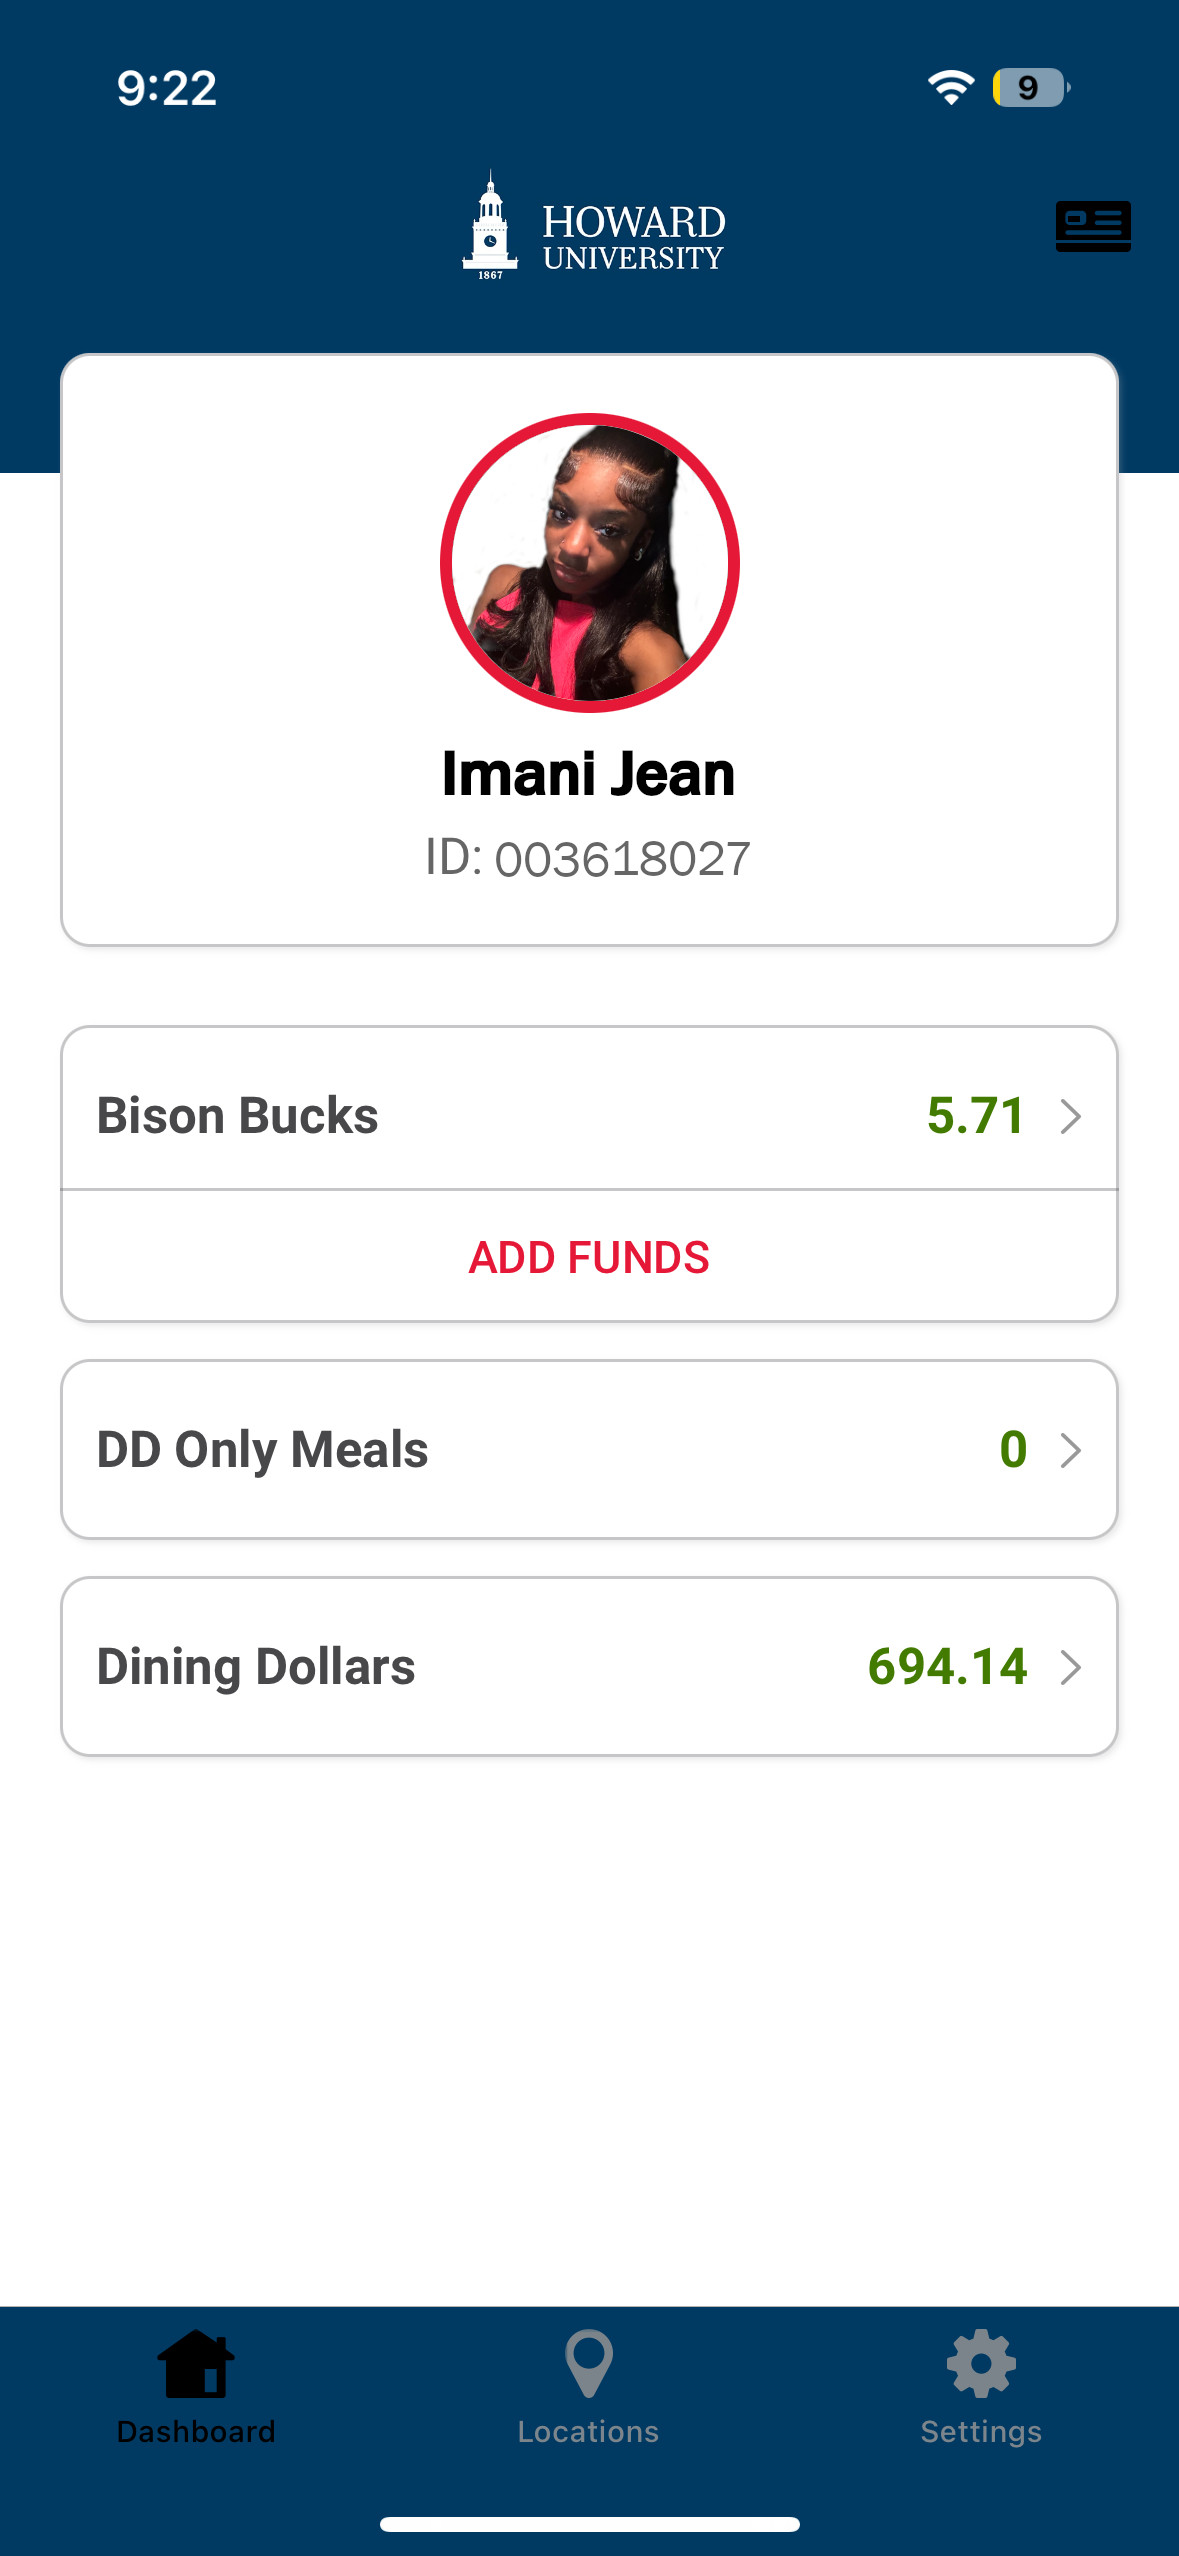 9:22
9
HOWARD
UNIVERSITY
1867
Imani Jean
ID: 003618027
Bison Bucks 5.71
ADD FUNDS
DD Only Meals 0
Dining Dollars 694.14
Dashboard Locations Settings